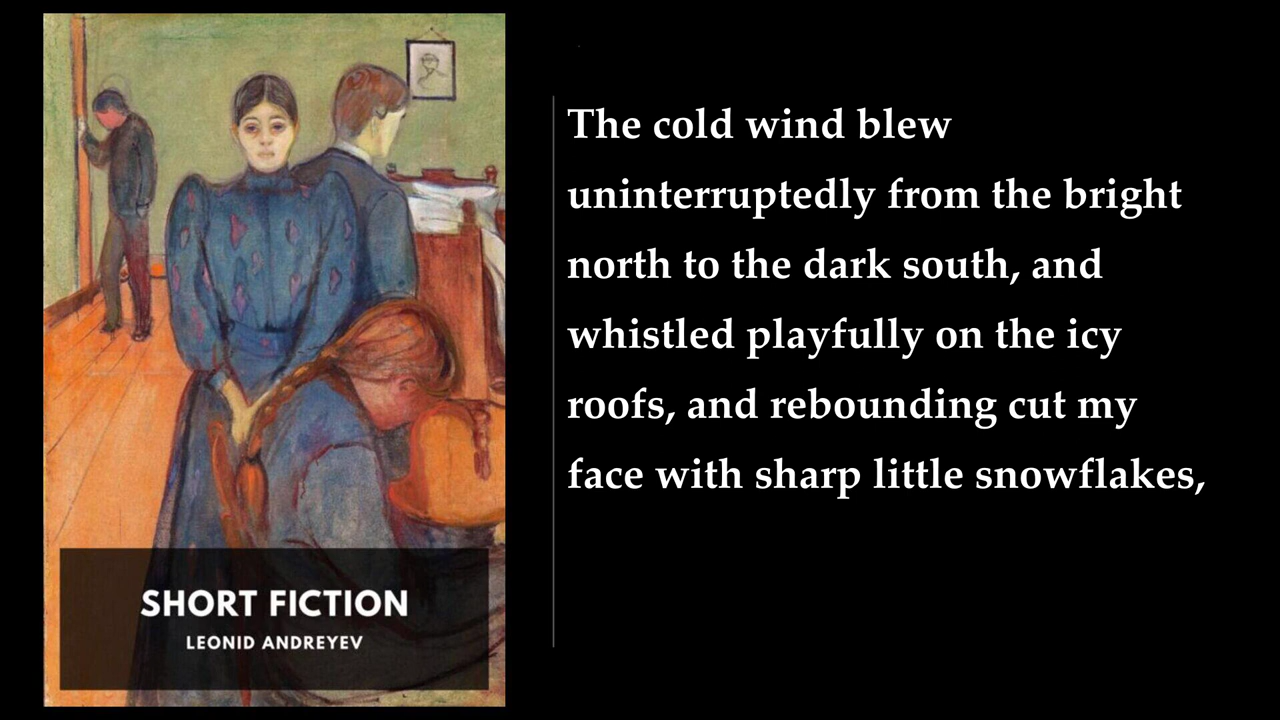 SHORT FICTION
LEONID ANDREYEV
The cold wind blew
uninterruptedly from the bright
north to the dark south, and
whistled playfully on the icy
roofs, and rebounding cut my
face with sharp little snowflakes,